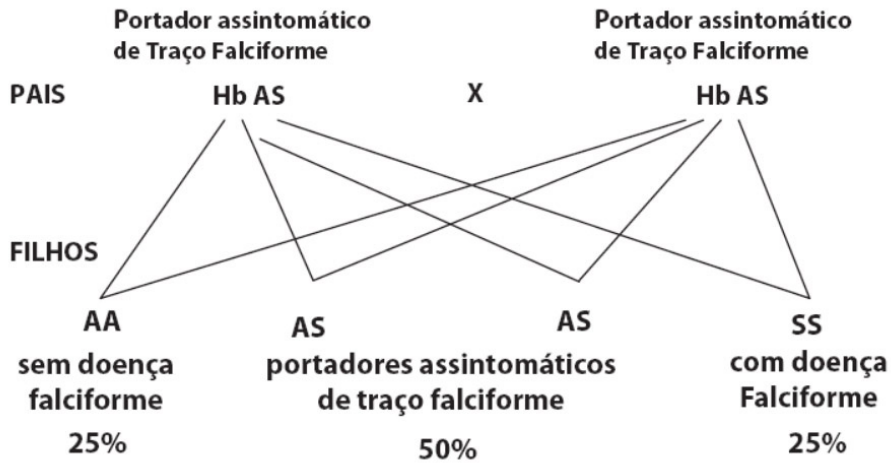 Portador assintomático
de Traço Falciforme
Portador assintomático
de Traço Falciforme
PAIS Hb AS X Hb AS
FILHOS
AA
sem doença
falciforme
25%
AS AS
portadores assintomáticos
de traço falciforme
50%
SS
com doença
Falciforme
25%